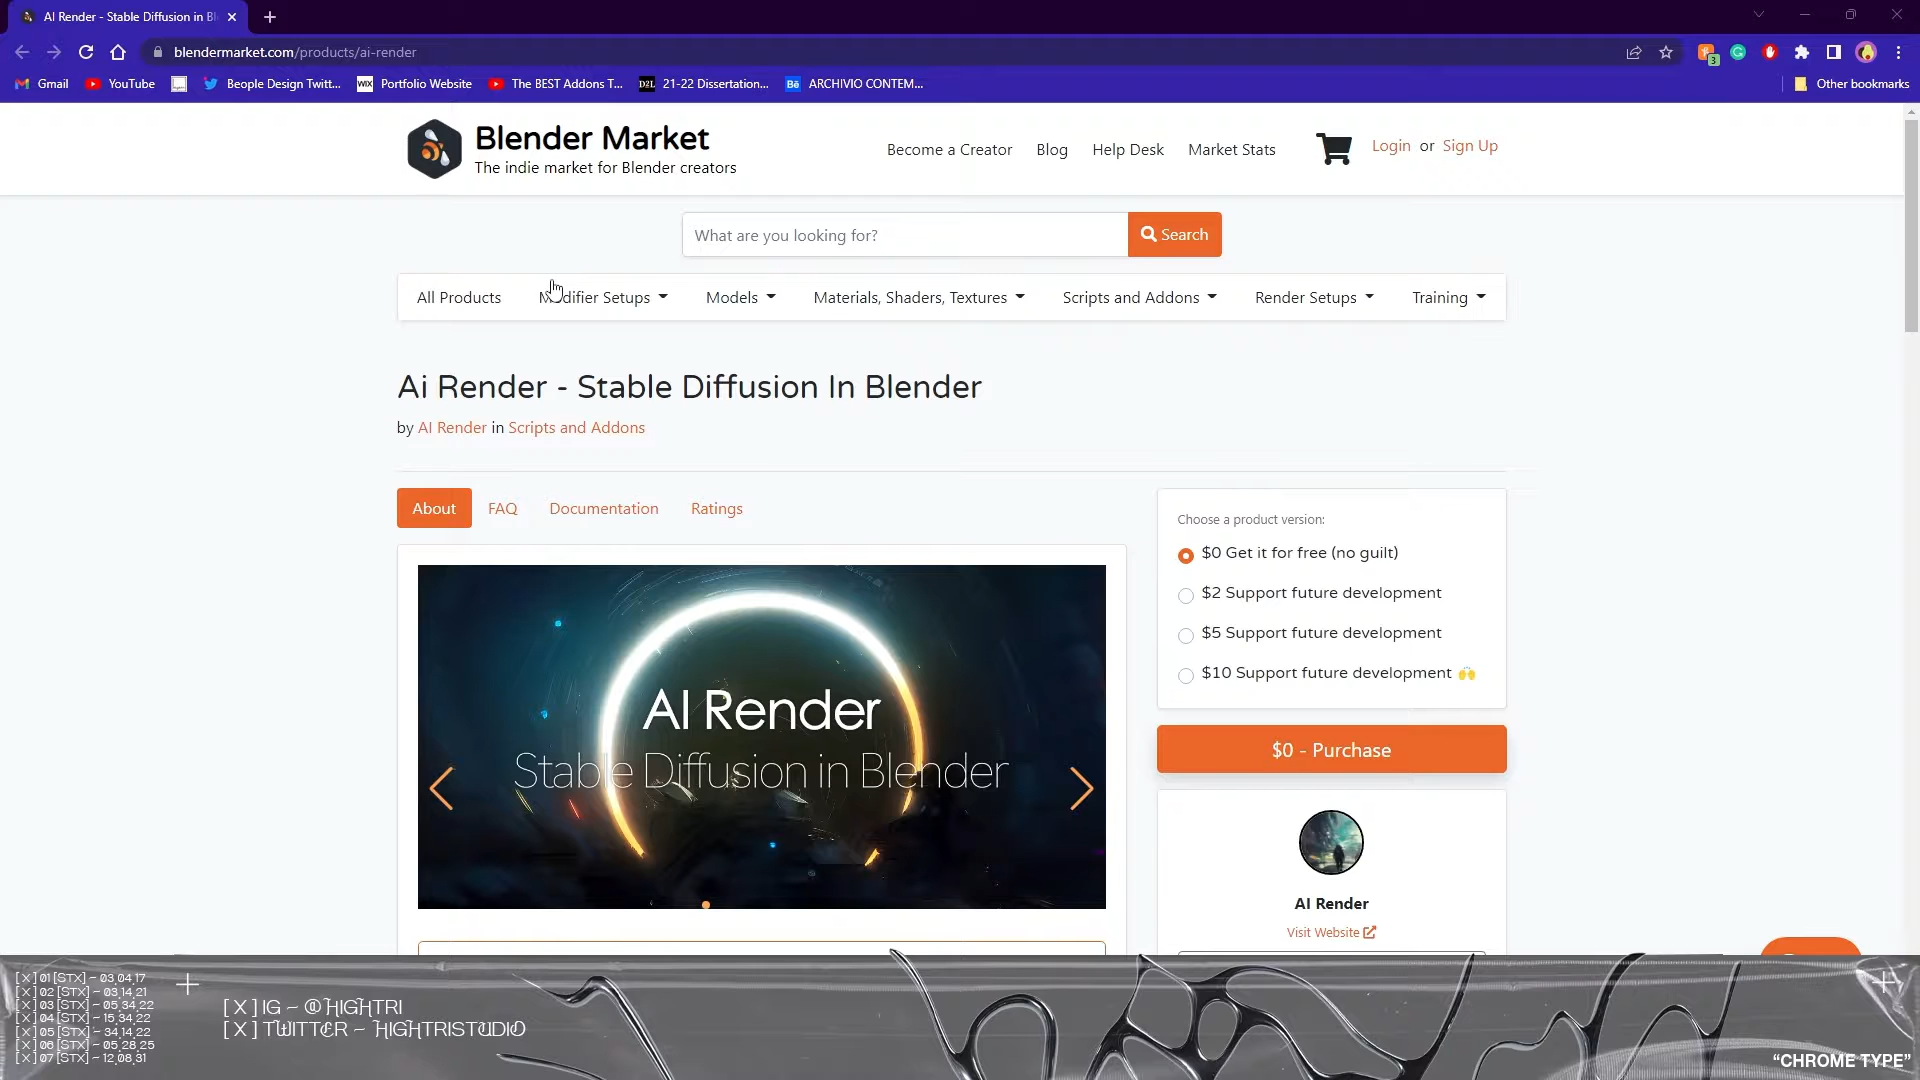 AI Render - Stable Diffusion in Bl
blendermarket.com/products/ai-render
3
Gmail
YouTube
Beople Design Twitt...
WIX
Portfolio Website
The BEST Addons T...
D2L
21-22 Dissertation...
Bē
ARCHIVIO CONTEM...
Other bookmarks
Blender Market
The indie market for Blender creators
Become a Creator
Blog
Help Desk
Market Stats
Login or Sign Up
What are you looking for?
Search
All Products
Modifier Setups
Models
Materials, Shaders, Textures
Scripts and Addons
Render Setups
Training
Ai Render - Stable Diffusion In Blender
by AI Render in Scripts and Addons
About
FAQ
Documentation
Ratings
AI Render
Stable Diffusion in Blender
Choose a product version:
$0 Get it for free (no guilt)
$2 Support future development
$5 Support future development
$10 Support future development 🙌
$0 - Purchase
AI Render
Visit Website
[X] 01 [STX] – 03.04.17
[X] 02 [STX] – 03.14.21
[X] 03 [STX] – 05.34.22
[X] 04 [STX] – 15.34.22
[X] 05 [STX] – 34.14.22
[X] 06 [STX] – 05.28.25
[X] 07 [STX] – 12.08.31
[ X ] IG – @HIGHTRI
[ X ] TWITTER – HIGHTRISTUDIO
“CHROME TYPE”